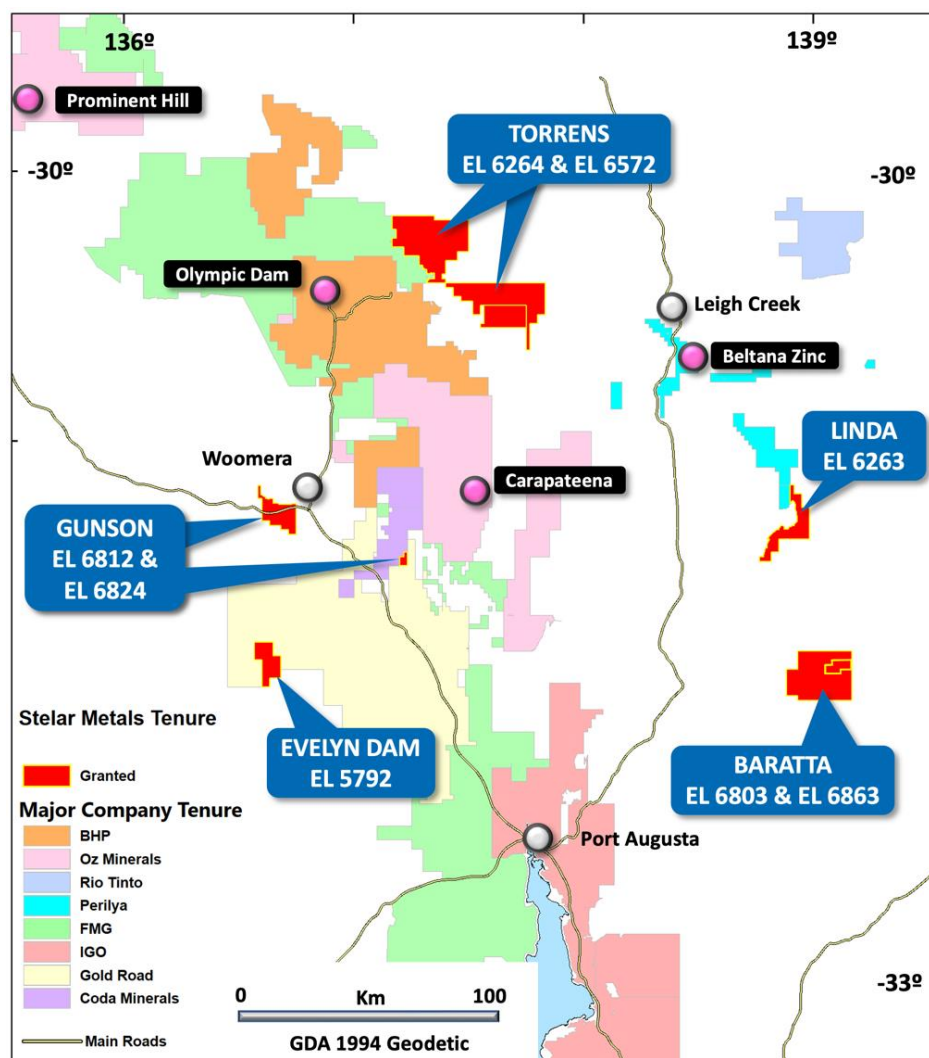 136º
139º
Prominent Hill
TORRENS
EL 6264 & EL 6572
-30º
-30º
Olympic Dam
Leigh Creek
Beltana Zinc
LINDA
EL 6263
Woomera
Carapateena
GUNSON
EL 6812 &
EL 6824
Stelar Metals Tenure
EVELYN DAM
EL 5792
BARATTA
EL 6803 & EL 6863
Granted
Major Company Tenure
BHP
Oz Minerals
Rio Tinto
Perilya
FMG
IGO
Gold Road
Coda Minerals
Main Roads
Port Augusta
-33º
0 Km 100
GDA 1994 Geodetic